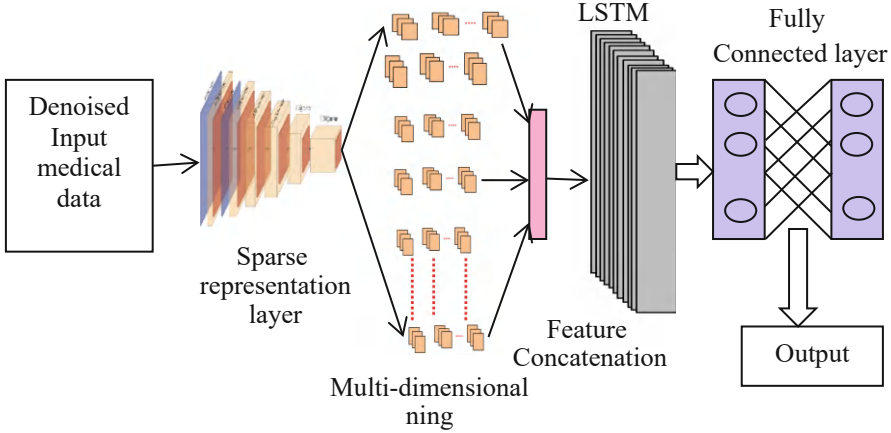 Denoised
Input
medical
data
Sparse
representation
layer
Multi-dimensional
ning
Feature
Concatenation
LSTM
Fully
Connected layer
Output